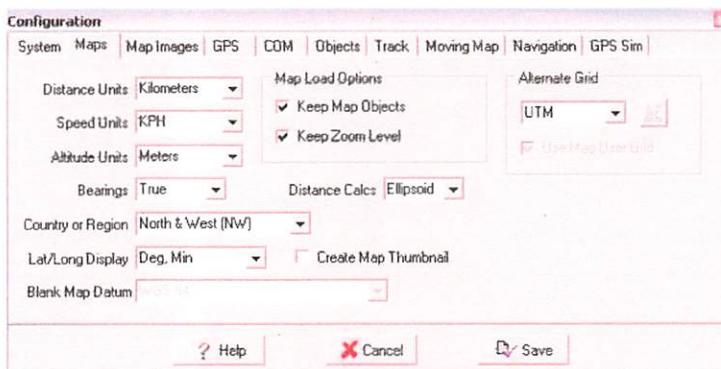 Configuration
System Maps Map Images GPS COM Objects Track Moving Map Navigation GPS Sim
Distance Units Kilometers
Speed Units KPH
Altitude Units Meters
Bearings True
Distance Calcs Ellipsoid
Map Load Options
Keep Map Objects
Keep Zoom Level
Alternate Grid
UTM
Use Map User Grid
Country or Region North & West (NW)
Lat/Long Display Deg, Min
Create Map Thumbnail
Blank Map Datum WGS 84
? Help
Cancel
Save